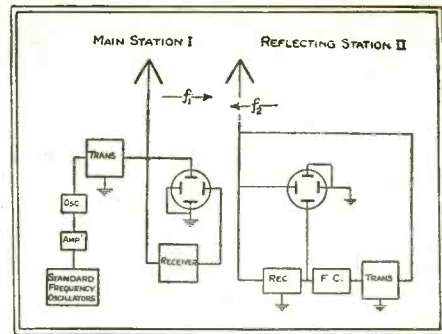 MAIN STATION I
REFLECTING STATION II
f₁
f₂
TRANS
OSC.
AMP'
STANDARD
FREQUENCY
OSCILLATORS
RECEIVER
REC
F C.
TRANS